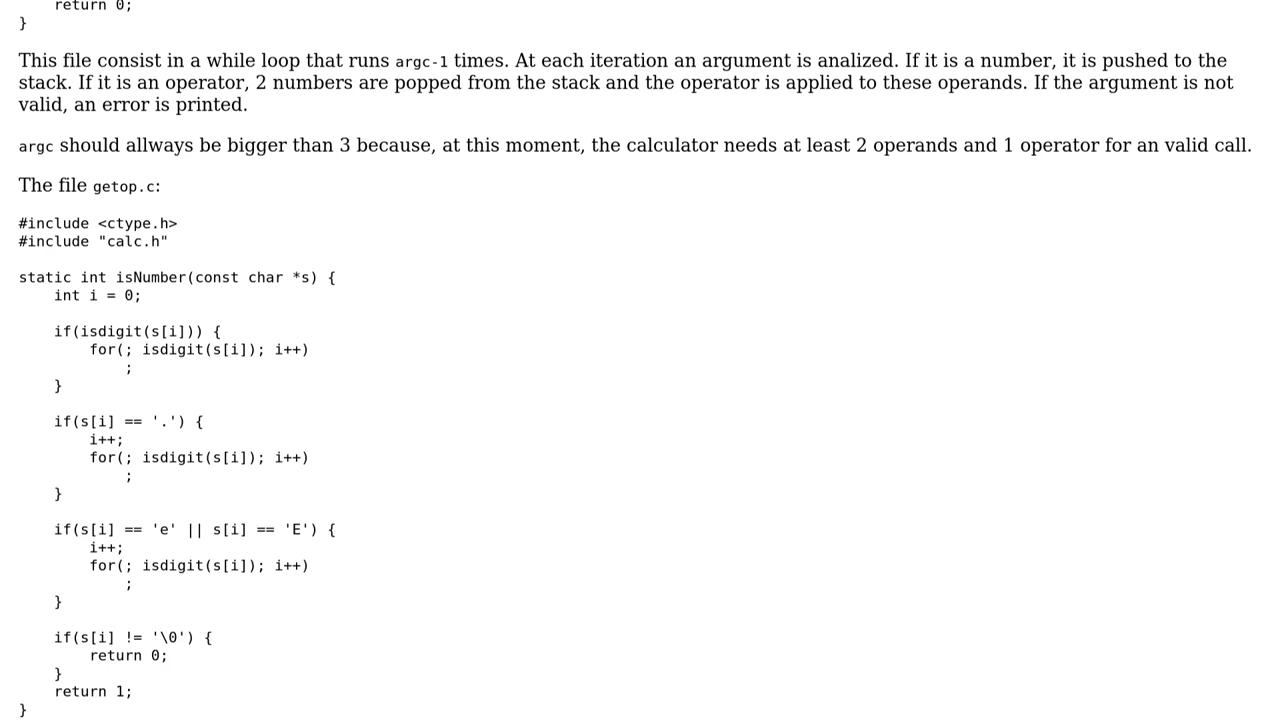 return 0;
}
This file consist in a while loop that runs argc-1 times. At each iteration an argument is analized. If it is a number, it is pushed to the
stack. If it is an operator, 2 numbers are popped from the stack and the operator is applied to these operands. If the argument is not
valid, an error is printed.
argc should allways be bigger than 3 because, at this moment, the calculator needs at least 2 operands and 1 operator for an valid call.
The file getop.c:
#include <ctype.h>
#include "calc.h"
static int isNumber(const char *s) {
    int i = 0;
    if(isdigit(s[i])) {
        for(; isdigit(s[i]); i++)
            ;
    }
    if(s[i] == '.') {
        i++;
        for(; isdigit(s[i]); i++)
            ;
    }
    if(s[i] == 'e' || s[i] == 'E') {
        i++;
        for(; isdigit(s[i]); i++)
            ;
    }
    if(s[i] != '\0') {
        return 0;
    }
    return 1;
}